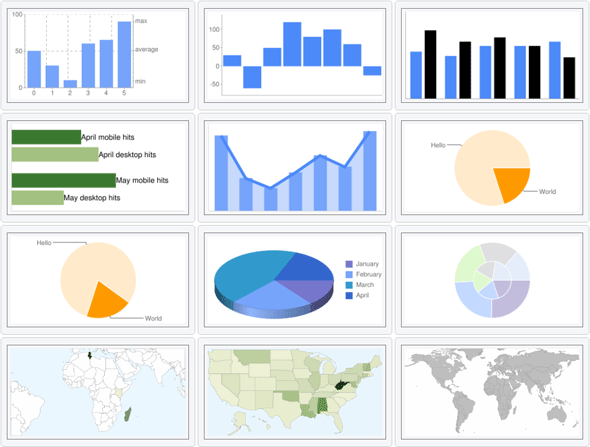 100
max
50
average
min
0
0 1 2 3 4 5
100
50
0
-50
April mobile hits
April desktop hits
May mobile hits
May desktop hits
Hello
World
Hello
World
January
February
March
April